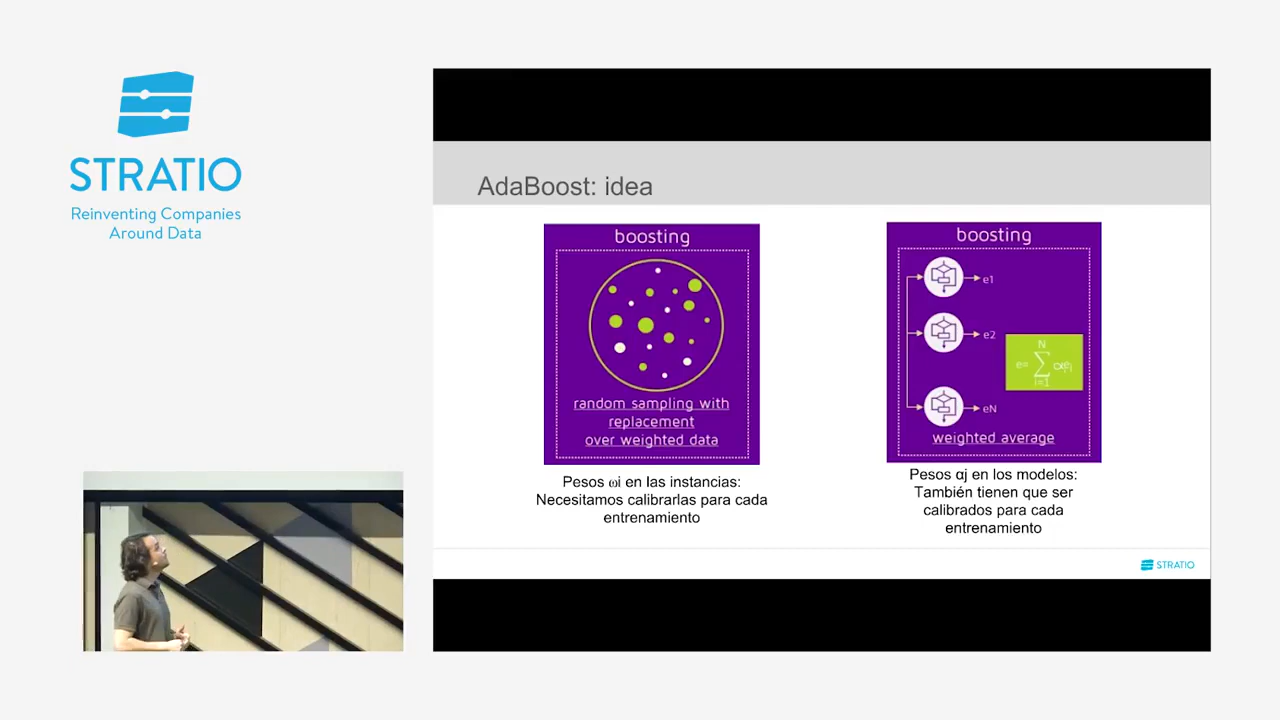 STRATIO
Reinventing Companies
Around Data
AdaBoost: idea
boosting
random sampling with
replacement
over weighted data
Pesos ωi en las instancias:
Necesitamos calibrarlas para cada
entrenamiento
boosting
e1
e2
eN
N
e= ∑
i=1
weighted average
Pesos αj en los modelos:
También tienen que ser
calibrados para cada
entrenamiento
STRATIO